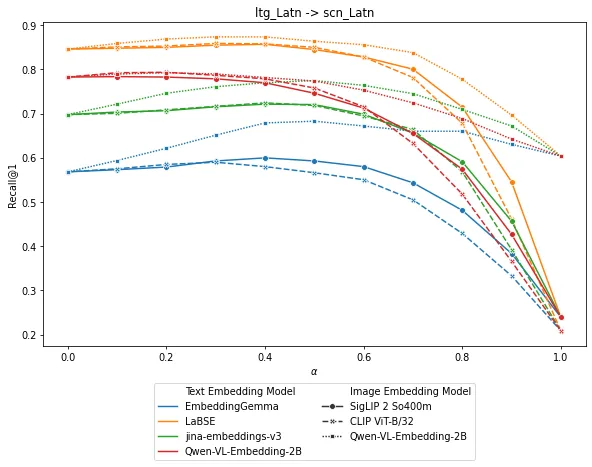 ltg_Latn -> scn_Latn
Recall@1
0.9
0.8
0.7
0.6
0.5
0.4
0.3
0.2
0.0 0.2 0.4 0.6 0.8 1.0
α
Text Embedding Model Image Embedding Model
EmbeddingGemma SigLIP 2 So400m
LaBSE CLIP ViT-B/32
jina-embeddings-v3 Qwen-VL-Embedding-2B
Qwen-VL-Embedding-2B